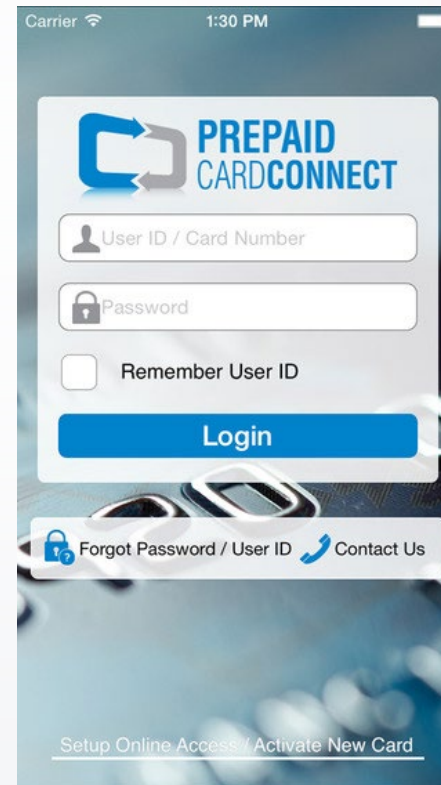 Carrier 1:30 PM
PREPAID
CARDCONNECT
User ID / Card Number
Password
Remember User ID
Login
Forgot Password / User ID Contact Us
Setup Online Access / Activate New Card